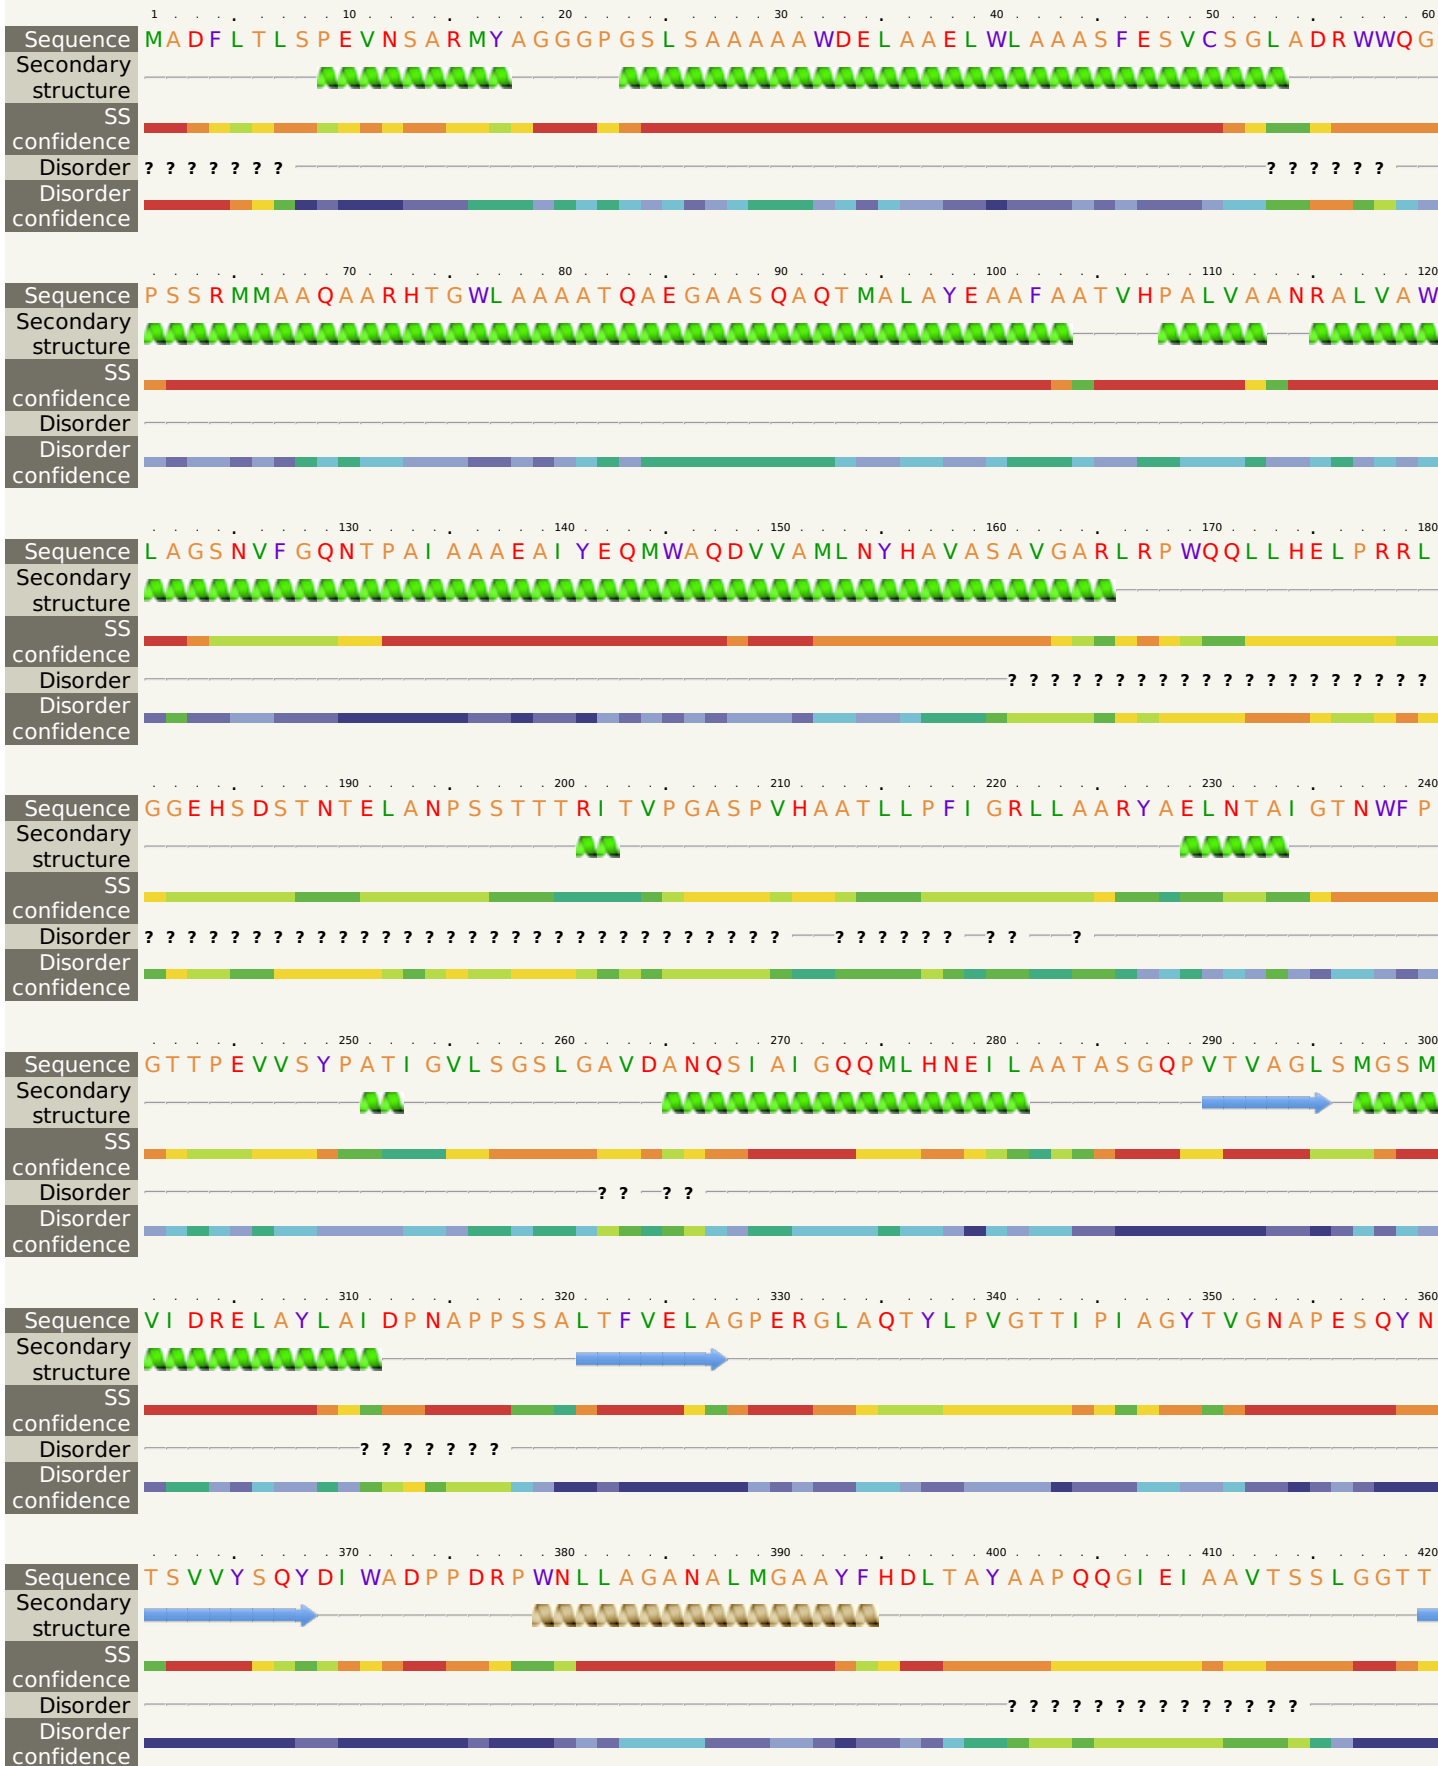 1 10 20 30 40 50 60
Sequence MADFLTLSPEVNSARMYAGGGPGSLSAAAAAWDELAAELWLAAASFESVCSGLADRWWQG
Secondary structure
SS confidence
Disorder ? ? ? ? ? ? ? ? ? ? ? ? ?
Disorder confidence
70 80 90 100 110 120
Sequence PSSRMMAAQAARHTGWLAAAATQAEGAASQAQTMALAYEAAFAATVHPALVAANRALVAW
Secondary structure
SS confidence
Disorder
Disorder confidence
130 140 150 160 170 180
Sequence LAGSNVFGQNTPAIAAAEAIYEQMWAQDVVAMLNYHAVASAVGARLRPWQQLLHELPRRL
Secondary structure
SS confidence
Disorder ? ? ? ? ? ? ? ? ? ? ? ? ? ? ? ? ? ? ? ?
Disorder confidence
190 200 210 220 230 240
Sequence GGEHSDSTNTELANPSSTTTRITVPGASPVHAATLLPFIGRLLAARYAELNTAIGTNWFP
Secondary structure
SS confidence
Disorder ? ? ? ? ? ? ? ? ? ? ? ? ? ? ? ? ? ? ? ? ? ? ? ? ? ? ? ? ? ? ? ? ? ? ? ? ? ? ?
Disorder confidence
250 260 270 280 290 300
Sequence GTTPEVVSYPATIGVLSGSLGAVDANQSIAIGQQMLHNEILAATASGQPVTVAGLSMGSM
Secondary structure
SS confidence
Disorder ? ? ? ?
Disorder confidence
310 320 330 340 350 360
Sequence VIDRELAYLAIDPNAPPSSALTFVELAGPERGLAQTYLPVGTTIPIAGYTVGNAPESQYN
Secondary structure
SS confidence
Disorder ? ? ? ? ? ? ?
Disorder confidence
370 380 390 400 410 420
Sequence TSVVYSQYDIWADPPDRPWNLLAGANALMGAAYFHDLTAYAAPQQGIEIAAVTSSLGGTT
Secondary structure
SS confidence
Disorder ? ? ? ? ? ? ? ? ? ? ? ? ? ?
Disorder confidence